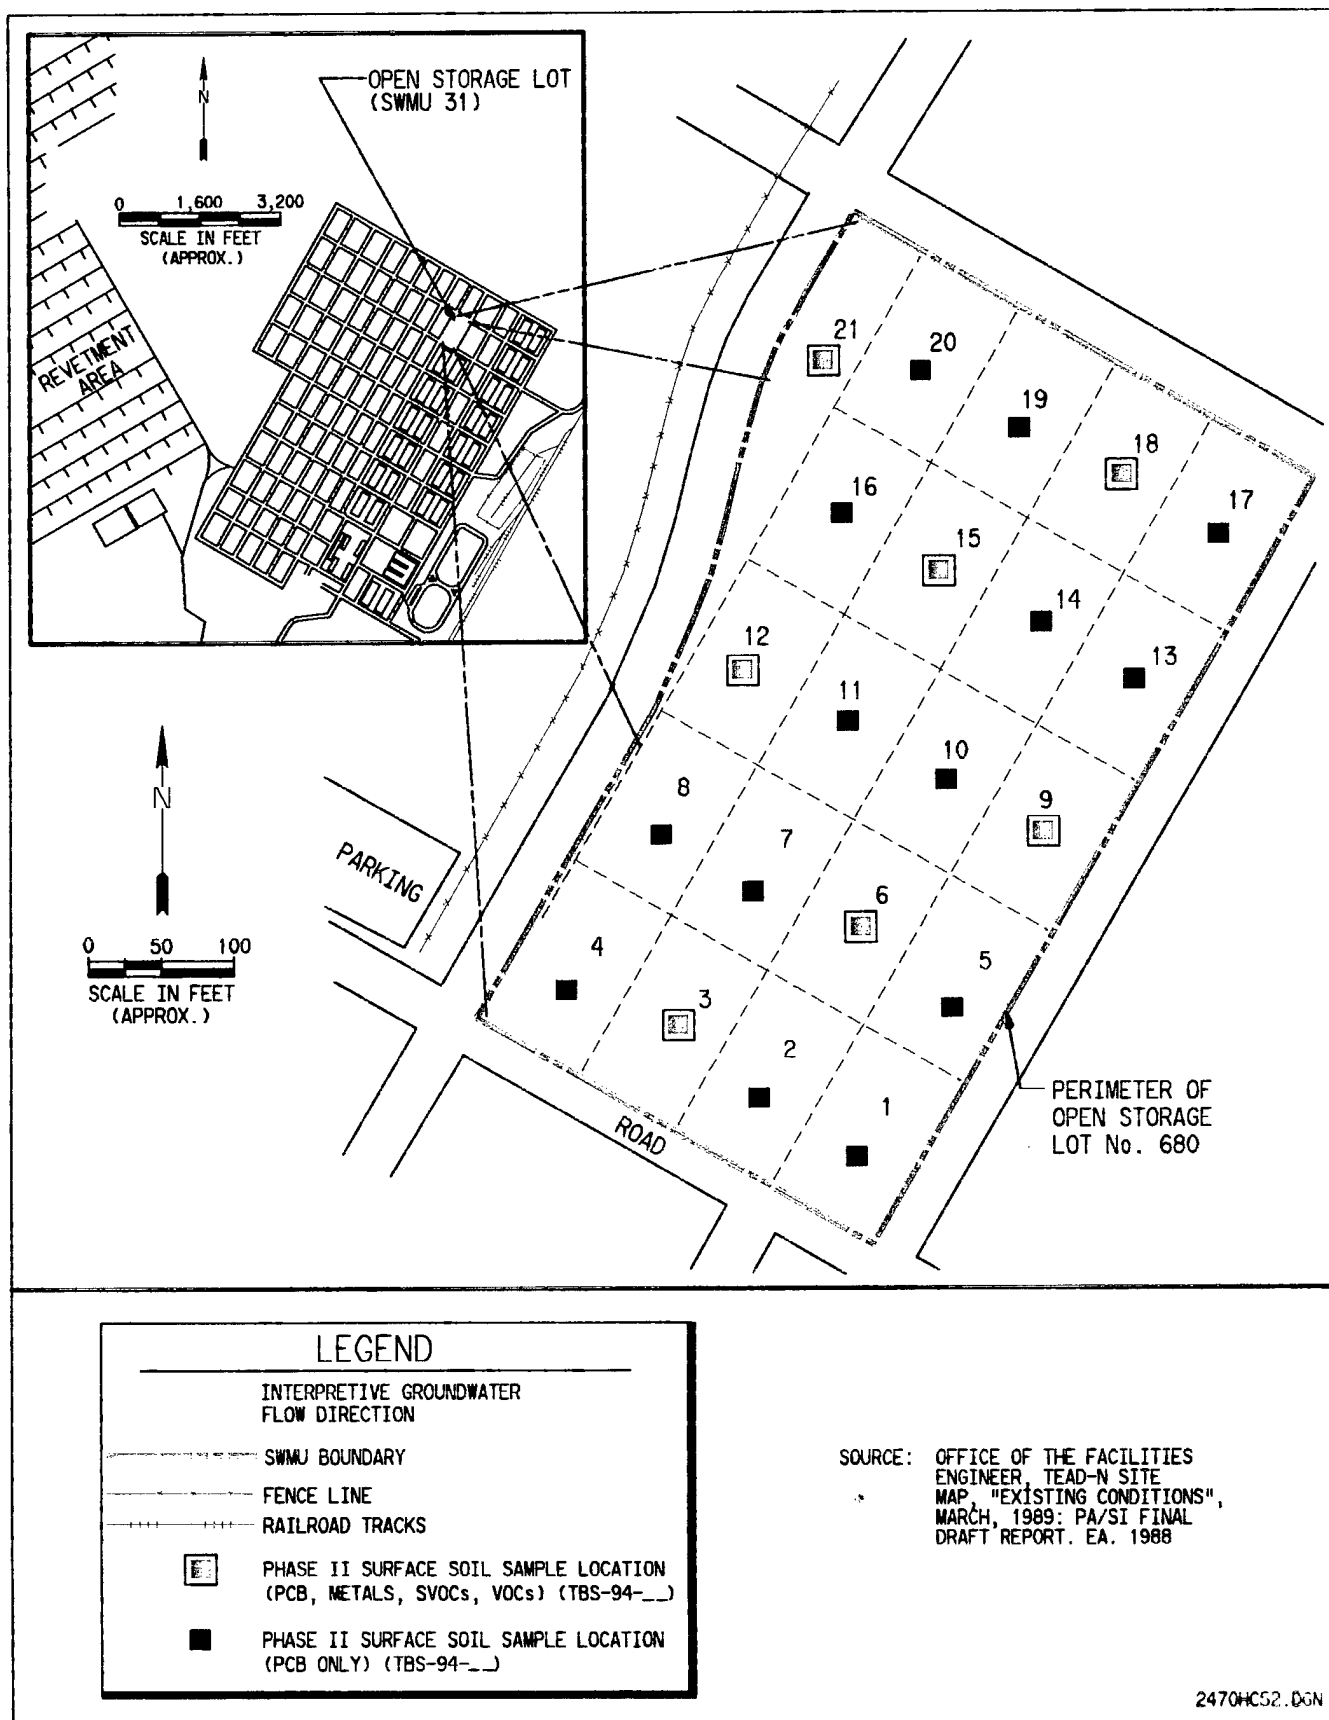 OPEN STORAGE LOT
(SWMU 31)
N
0 1,600 3,200
SCALE IN FEET
(APPROX.)
REVETMENT
AREA
21
20
19
18
17
16
15
14
13
12
11
10
9
8
7
6
5
4
3
2
1
N
0 50 100
SCALE IN FEET
(APPROX.)
PARKING
ROAD
PERIMETER OF
OPEN STORAGE
LOT No. 680
LEGEND
INTERPRETIVE GROUNDWATER
FLOW DIRECTION
SWMU BOUNDARY
FENCE LINE
RAILROAD TRACKS
PHASE II SURFACE SOIL SAMPLE LOCATION
(PCB, METALS, SVOCs, VOCs) (TBS-94-__)
PHASE II SURFACE SOIL SAMPLE LOCATION
(PCB ONLY) (TBS-94-__)
SOURCE: OFFICE OF THE FACILITIES
ENGINEER, TEAD-N SITE
MAP, "EXISTING CONDITIONS",
MARCH, 1989: PA/SI FINAL
DRAFT REPORT. EA. 1988
2470HC52.DGN